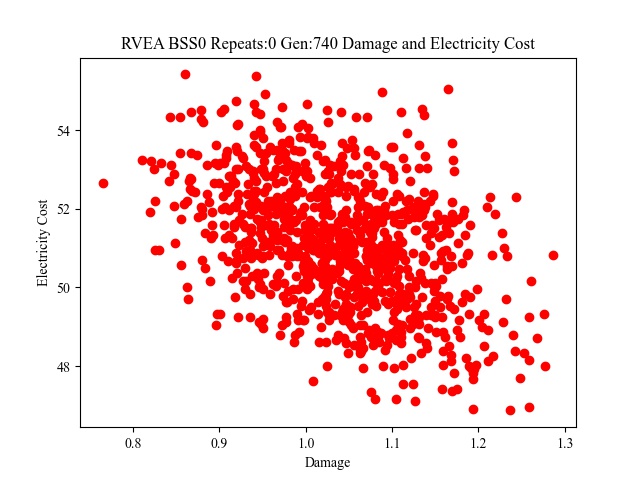 RVEA BSS0 Repeats:0 Gen:740 Damage and Electricity Cost
54
52
50
48
Electricity Cost
0.8 0.9 1.0 1.1 1.2 1.3
Damage